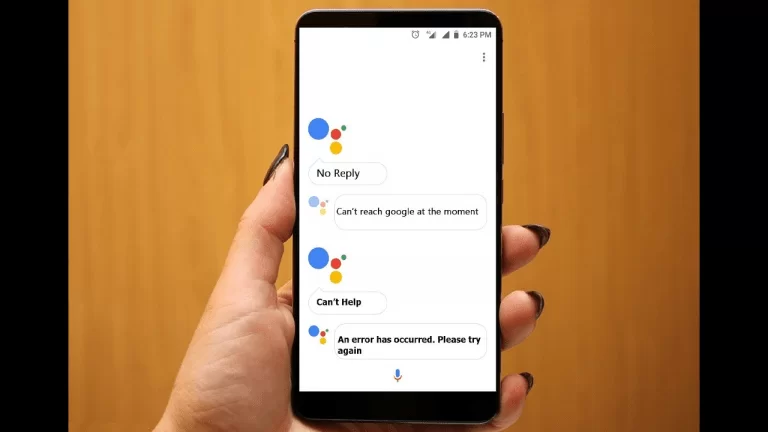 6:23 PM
No Reply
Can't reach google at the moment
Can't Help
An error has occurred. Please try
again